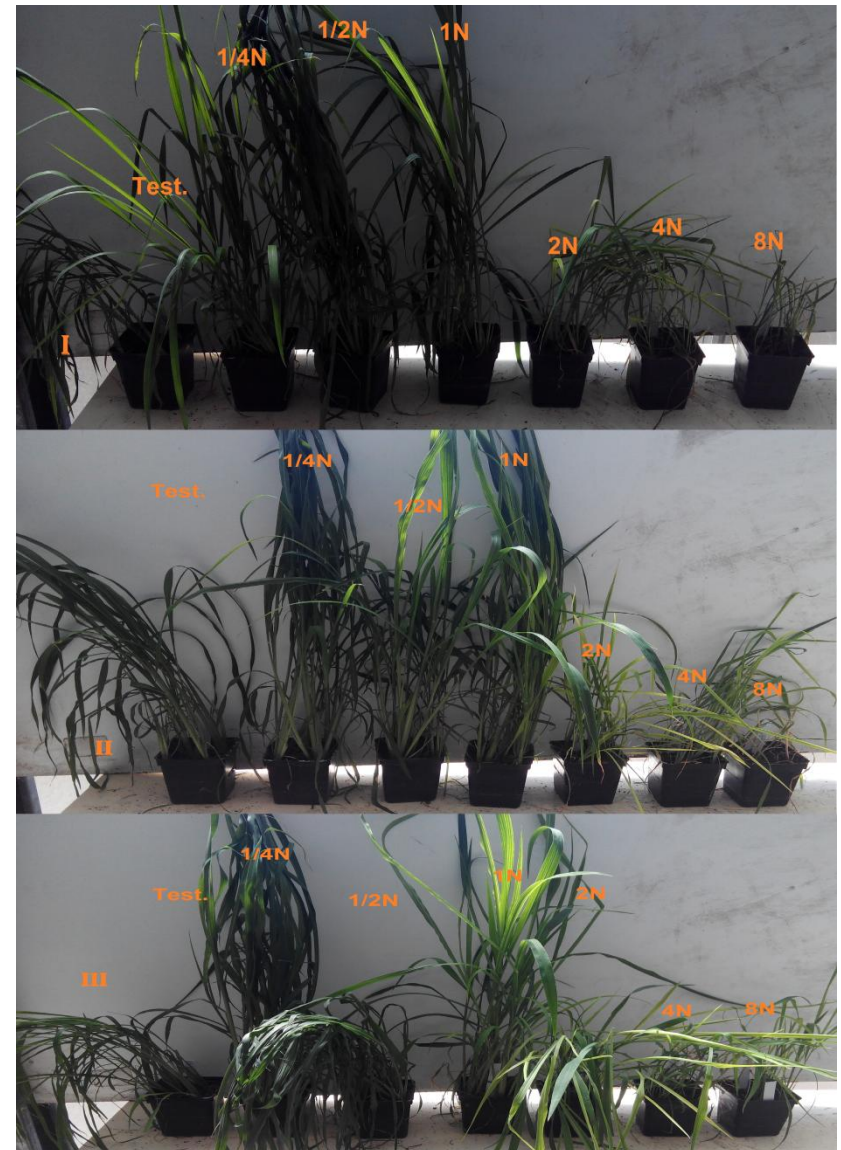 1/2N
1N
1/4N
Test.
4N
2N
8N
I
1/4N
1N
Test.
1/2N
2N
4N
8N
II
1/4N
1N
Test.
2N
1/2N
III
4N
8N